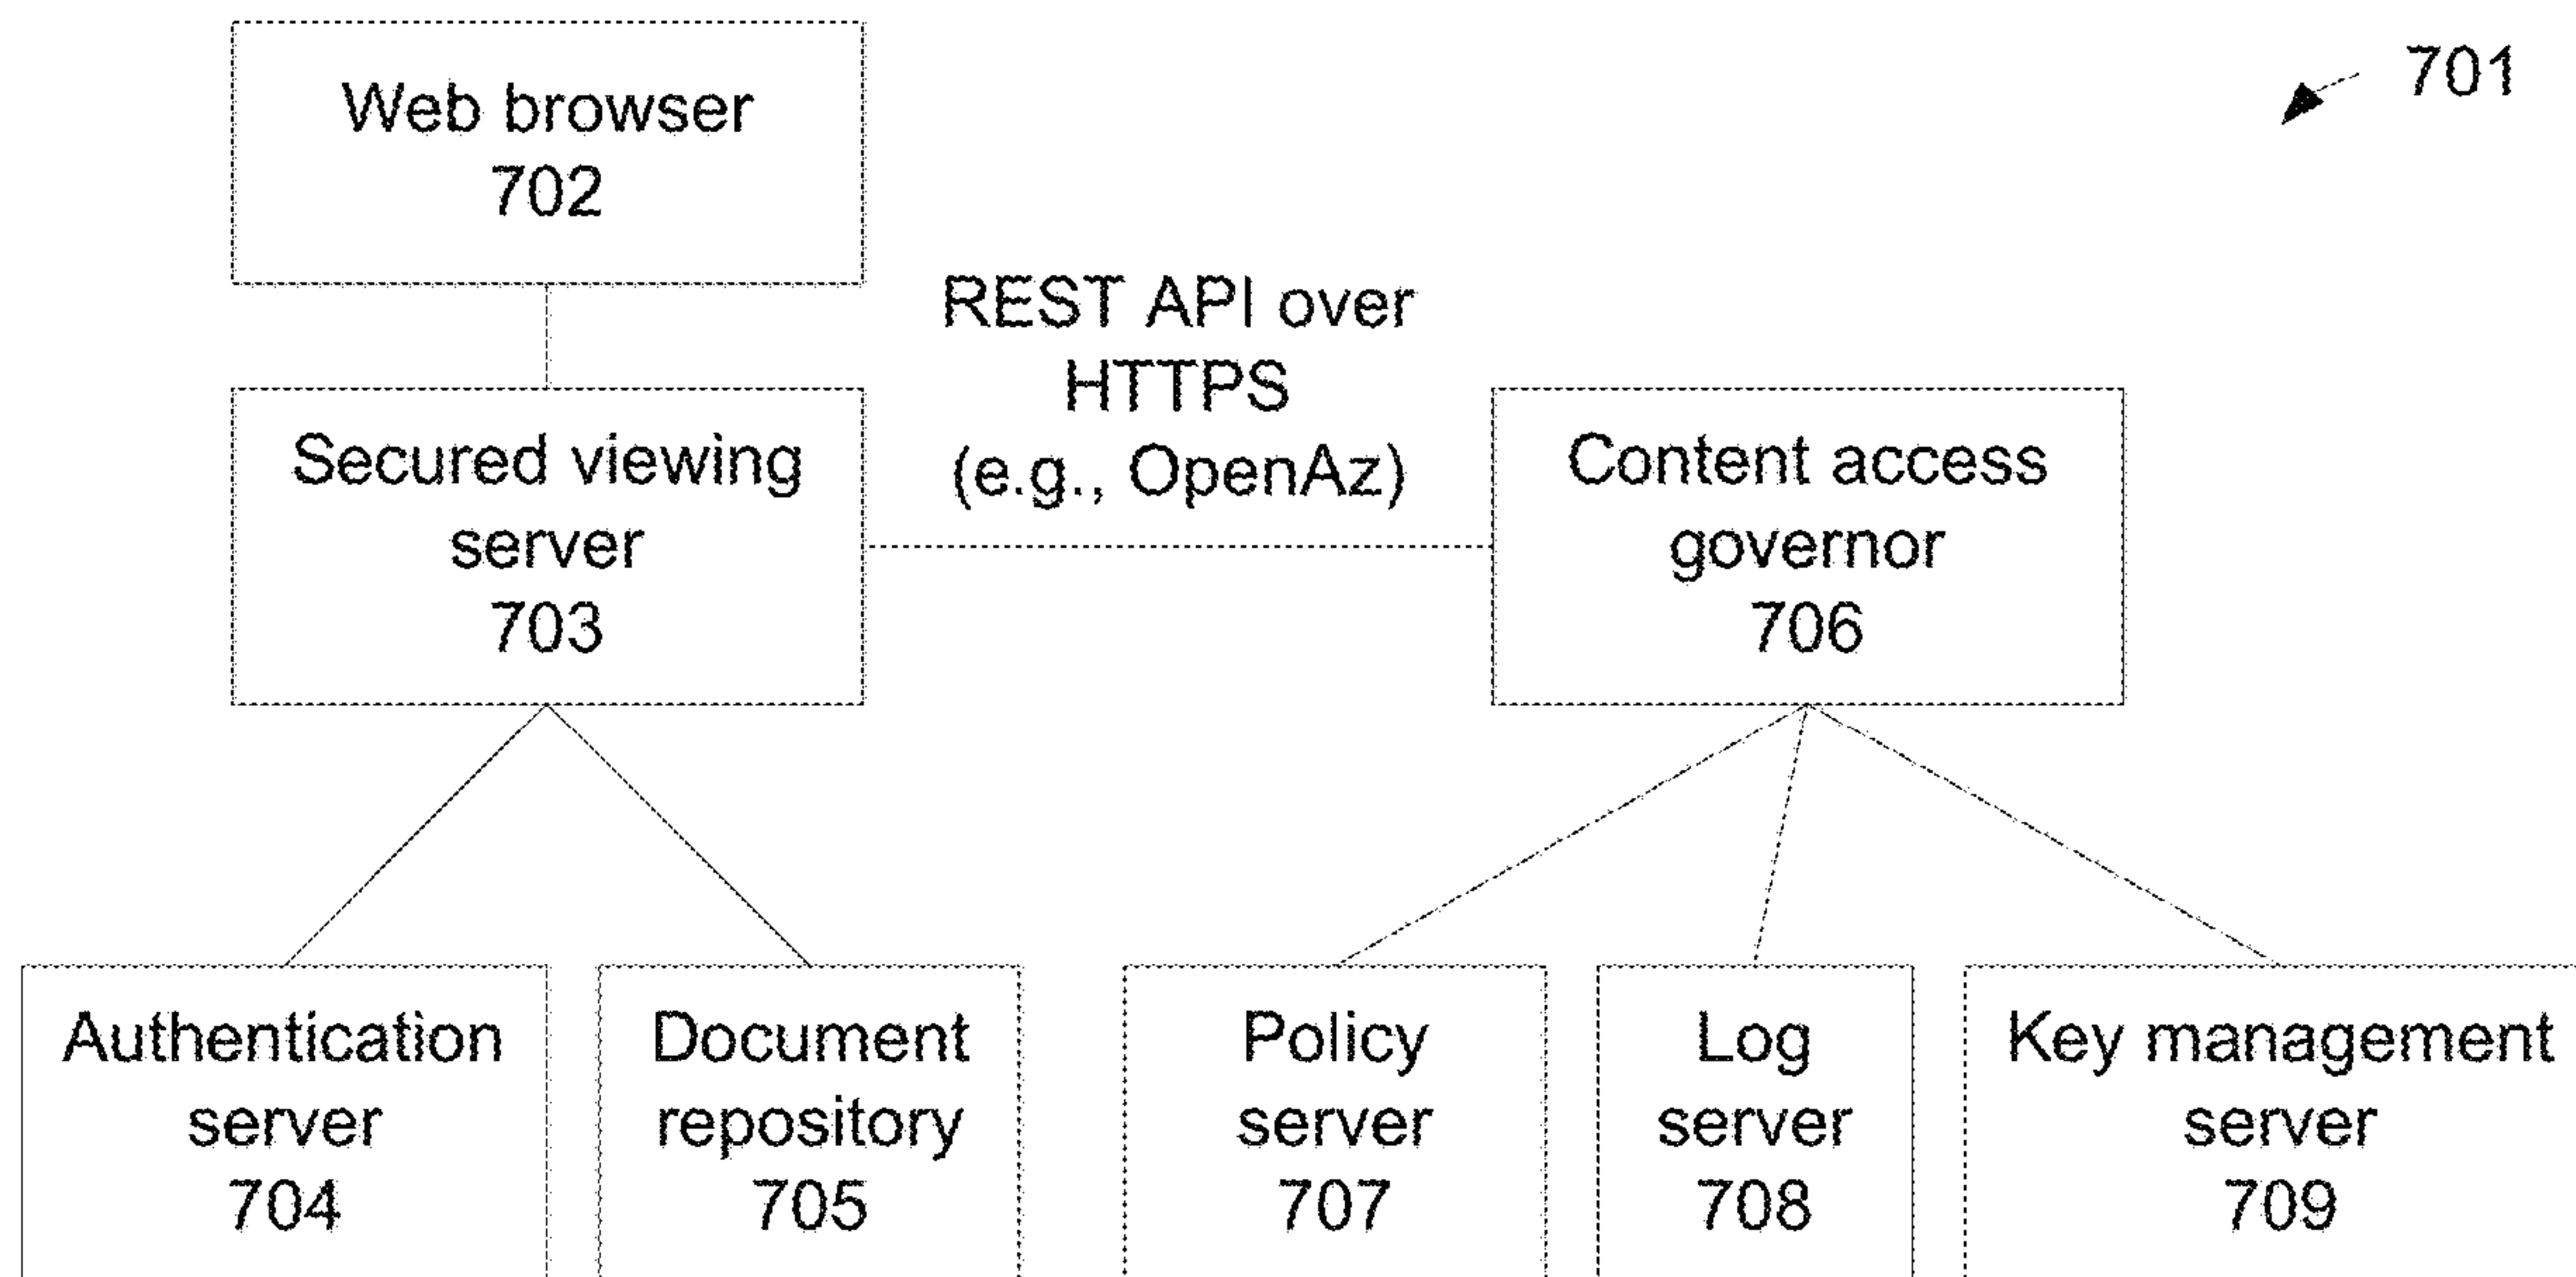 701
Web browser
702
REST API over
HTTPS
(e.g., OpenAz)
Secured viewing
server
703
Content access
governor
706
Authentication
server
704
Document
repository
705
Policy
server
707
Log
server
708
Key management
server
709